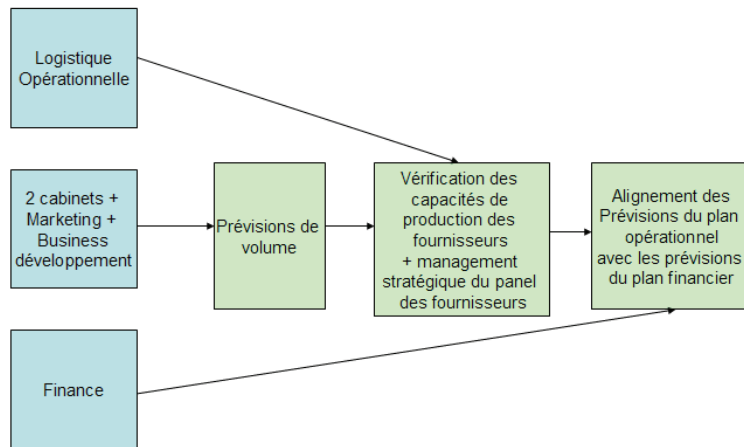 Logistique
Opérationnelle
2 cabinets +
Marketing +
Business
développement
Prévisions de
volume
Vérification des
capacités de
production des
fournisseurs
+ management
stratégique du panel
des fournisseurs
Alignement des
Prévisions du plan
opérationnel
avec les prévisions
du plan financier
Finance